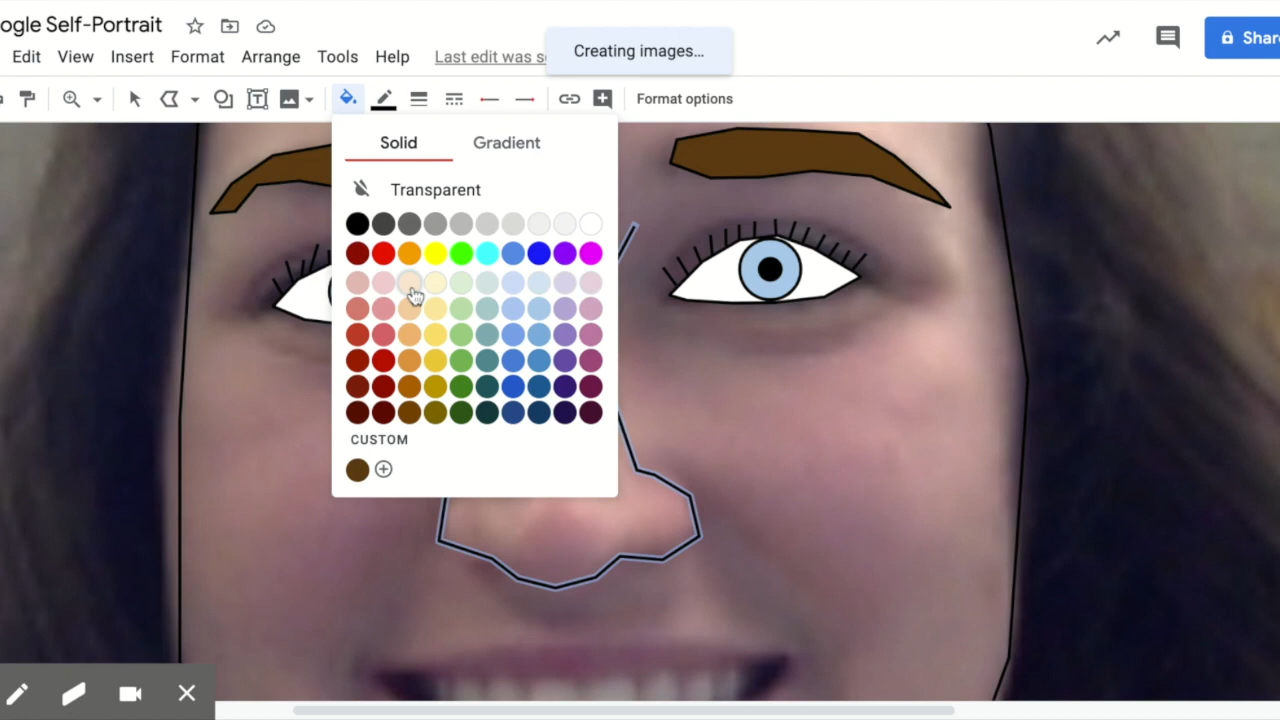 ogle Self-Portrait
Edit View Insert Format Arrange Tools Help Last edit was s
Creating images...
Share
Format options
Solid Gradient
Transparent
CUSTOM